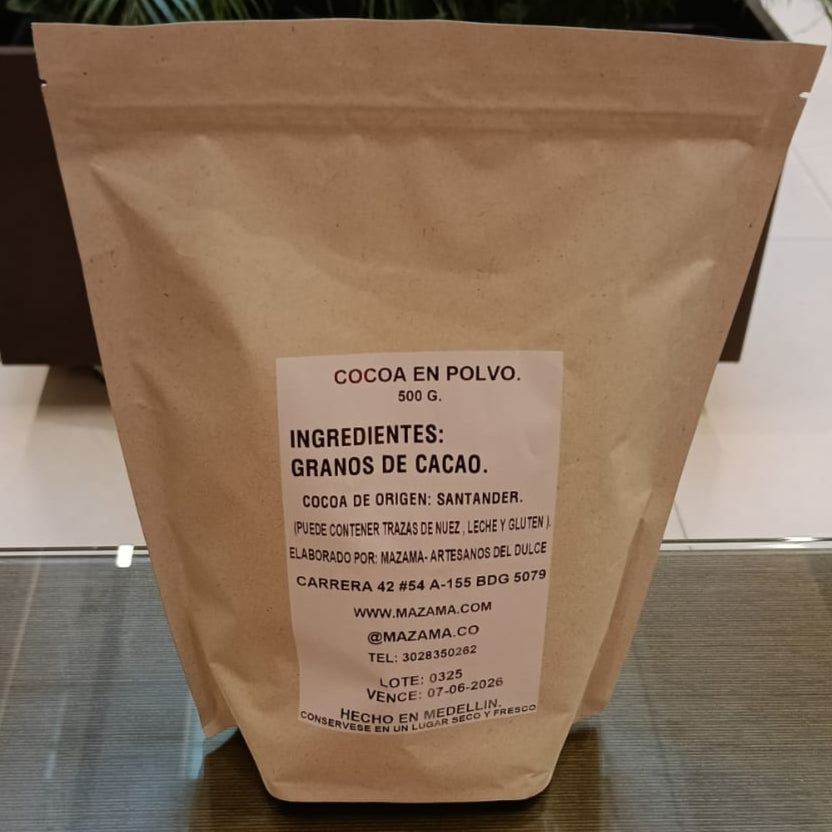 COCOA EN POLVO.
500 G.
INGREDIENTES:
GRANOS DE CACAO.
COCOA DE ORIGEN: SANTANDER.
(PUEDE CONTENER TRAZAS DE NUEZ , LECHE Y GLUTEN ).
ELABORADO POR: MAZAMA- ARTESANOS DEL DULCE
CARRERA 42 #54 A-155 BDG 5079
WWW.MAZAMA.COM
@MAZAMA.CO
TEL: 3028350262
LOTE: 0325
VENCE: 07-06-2026
HECHO EN MEDELLIN.
CONSERVESE EN UN LUGAR SECO Y FRESCO